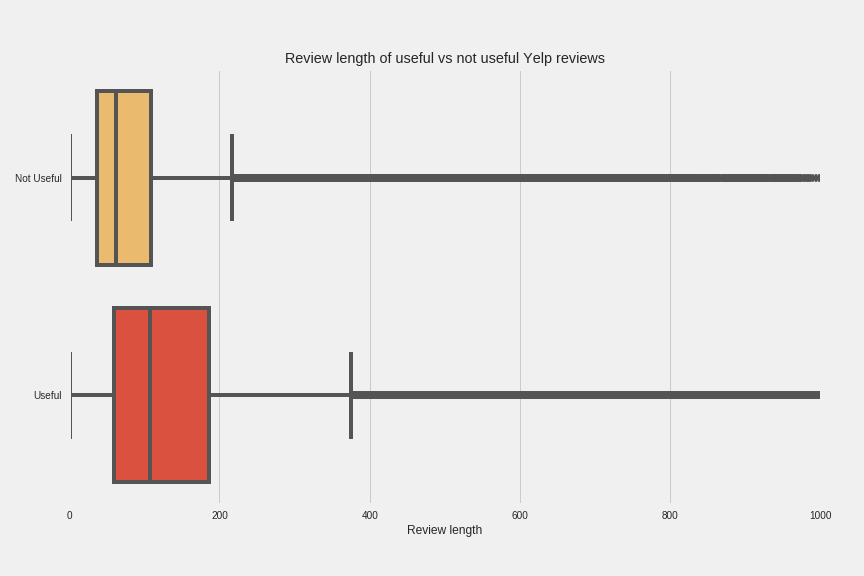 Review length of useful vs not useful Yelp reviews
Not Useful
Useful
0 200 400 600 800 1000
Review length